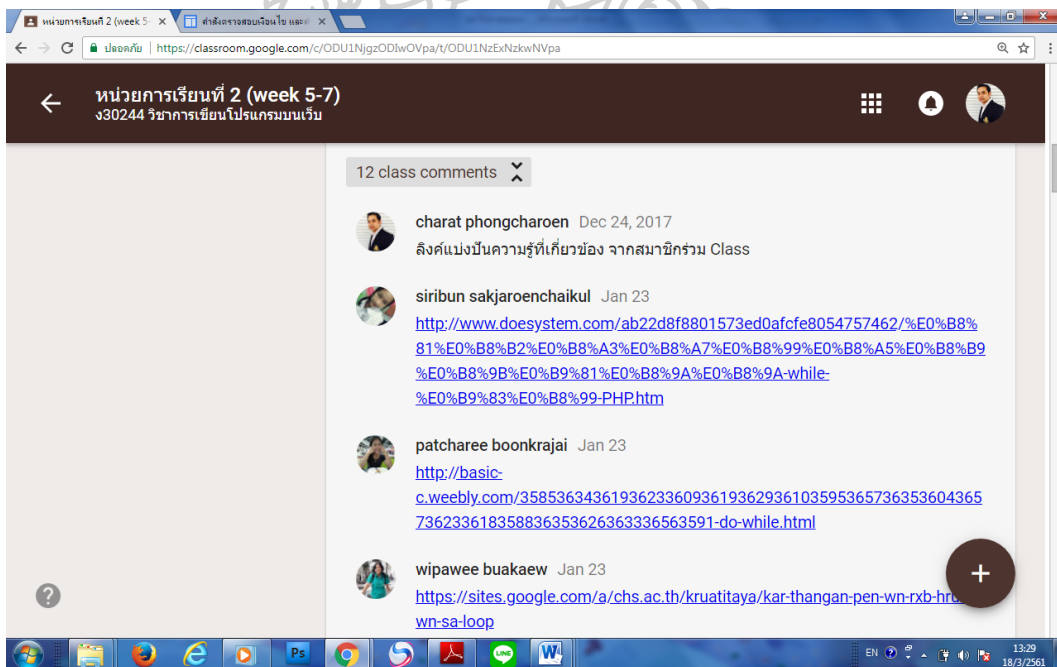 หน่วยการเรียนที่ 2 (week 5-
คำสั่งตรวจสอบเงื่อนไข และ
ปลอดภัย | https://classroom.google.com/c/ODU1NjgzODIwOVpa/t/ODU1NzExNzkwNVpa
หน่วยการเรียนที่ 2 (week 5-7)
ง30244 วิชาการเขียนโปรแกรมบนเว็บ
12 class comments
charat phongcharoen Dec 24, 2017
ลิงค์แบ่งปันความรู้ที่เกี่ยวข้อง จากสมาชิกร่วม Class
siribun sakjaroenchaikul Jan 23
http://www.doesystem.com/ab22d8f8801573ed0afcfe8054757462/%E0%B8%
81%E0%B8%B2%E0%B8%A3%E0%B8%A7%E0%B8%99%E0%B8%A5%E0%B8%B9
%E0%B8%9B%E0%B9%81%E0%B8%9A%E0%B8%9A-while-
%E0%B9%83%E0%B8%99-PHP.htm
patcharee boonkrajai Jan 23
http://basic-
c.weebly.com/358536343619362336093619362936103595365736353604365
7362336183588363536263633365635​91-do-while.html
wipawee buakaew Jan 23
https://sites.google.com/a/chs.ac.th/kruatitaya/kar-thangan-pen-wn-rxb-hru
wn-sa-loop
Ps
LINE
W
EN
13:29
18/3/2561